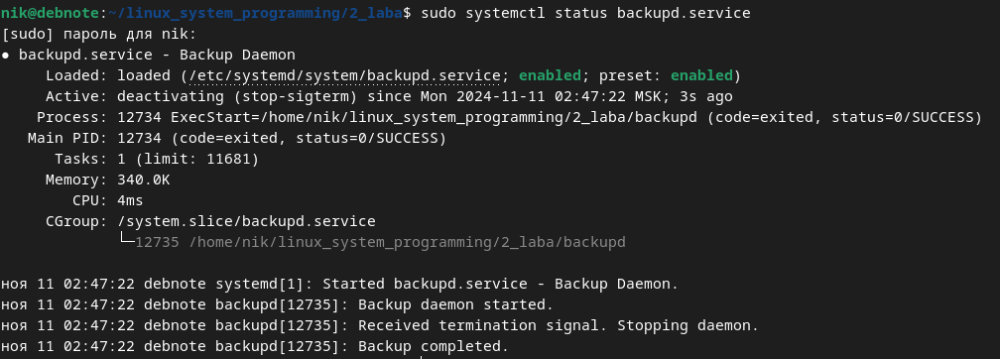 nik@debnote:~/linux_system_programming/2_laba$ sudo systemctl status backupd.service
[sudo] пароль для nik:
● backupd.service - Backup Daemon
     Loaded: loaded (/etc/systemd/system/backupd.service; enabled; preset: enabled)
     Active: deactivating (stop-sigterm) since Mon 2024-11-11 02:47:22 MSK; 3s ago
    Process: 12734 ExecStart=/home/nik/linux_system_programming/2_laba/backupd (code=exited, status=0/SUCCESS)
   Main PID: 12734 (code=exited, status=0/SUCCESS)
      Tasks: 1 (limit: 11681)
     Memory: 340.0K
        CPU: 4ms
     CGroup: /system.slice/backupd.service
             └─12735 /home/nik/linux_system_programming/2_laba/backupd

ноя 11 02:47:22 debnote systemd[1]: Started backupd.service - Backup Daemon.
ноя 11 02:47:22 debnote backupd[12735]: Backup daemon started.
ноя 11 02:47:22 debnote backupd[12735]: Received termination signal. Stopping daemon.
ноя 11 02:47:22 debnote backupd[12735]: Backup completed.